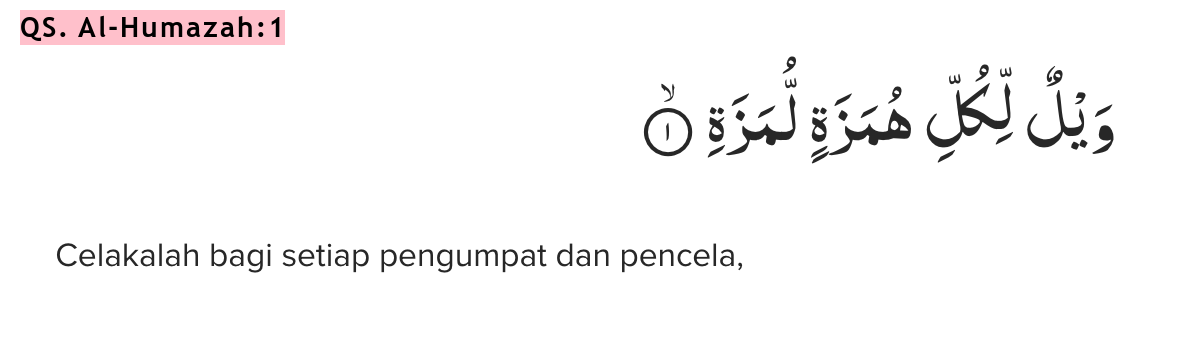 QS. Al-Humazah:1
وَيْلٌ لِّكُلِّ هُمَزَةٍ لُّمَزَةِۙ ١
Celakalah bagi setiap pengumpat dan pencela,